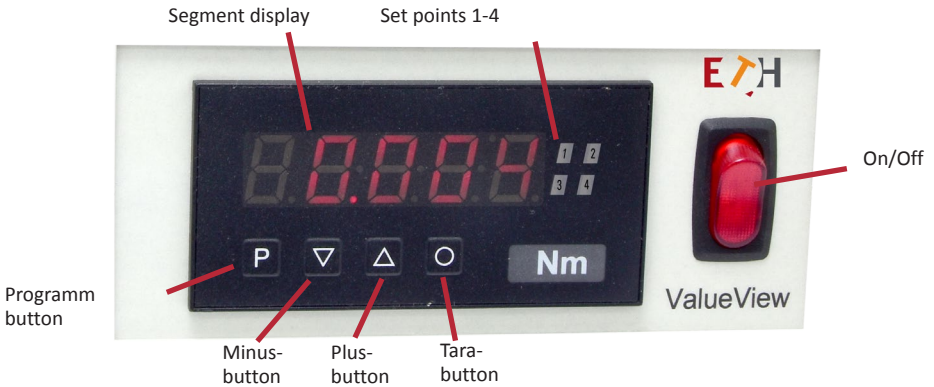 Segment display
Set points 1-4
ETH
0.004
1 2
3 4
On/Off
P
Nm
ValueView
Programm
button
Minus-
button
Plus-
button
Tara-
button